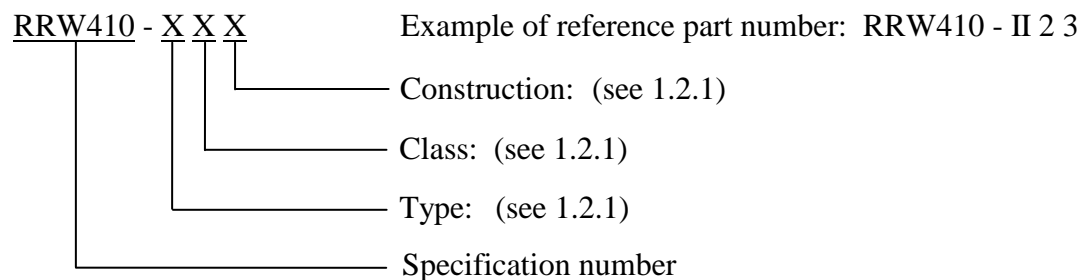 RRW410 - X X X Example of reference part number: RRW410 - II 2 3
Construction: (see 1.2.1)
Class: (see 1.2.1)
Type: (see 1.2.1)
Specification number